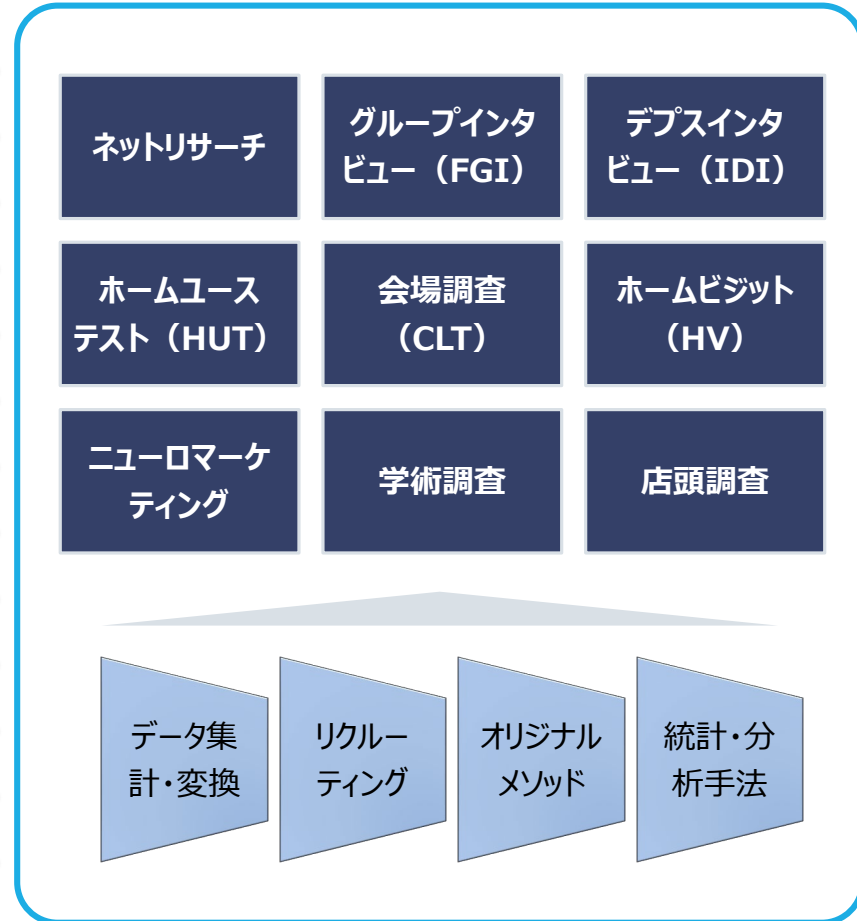 ネットリサーチ
グループインタ
ビュー（FGI）
デプスインタ
ビュー（IDI）
ホームユース
テスト（HUT）
会場調査
（CLT）
ホームビジット
（HV）
ニューロマーケ
ティング
学術調査
店頭調査
データ集
計・変換
リクルー
ティング
オリジナル
メソッド
統計・分
析手法